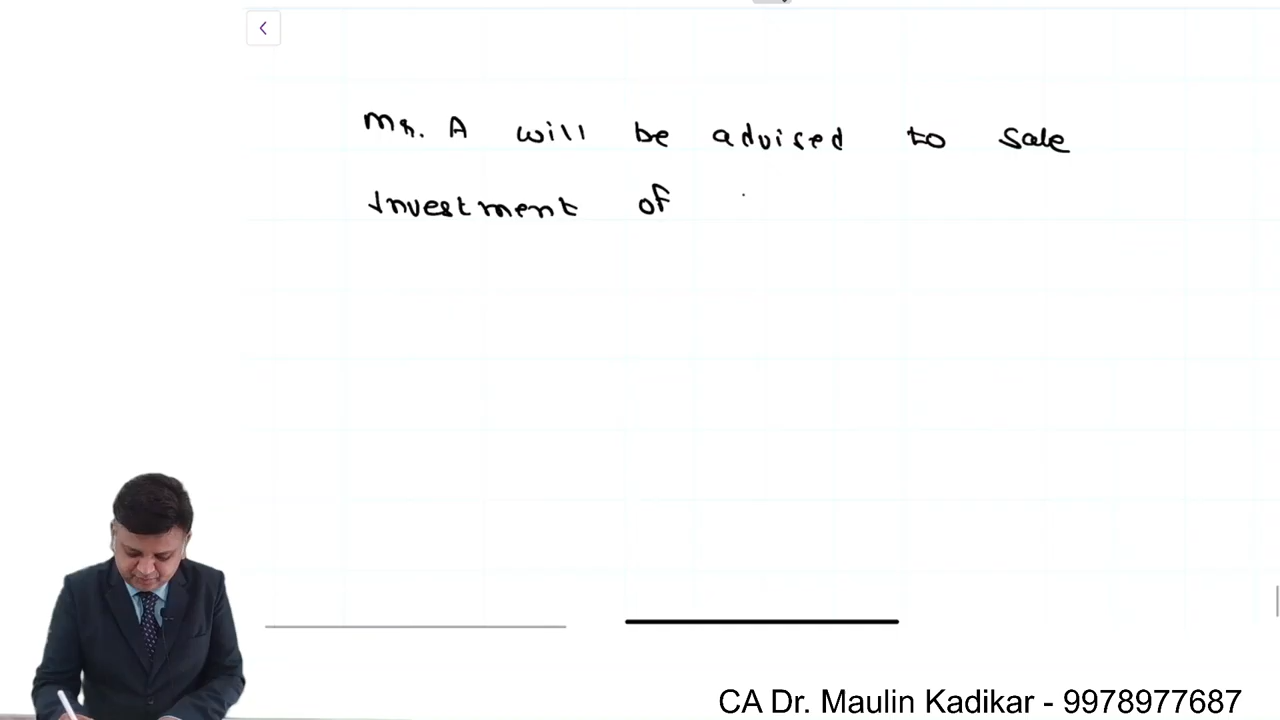 Mr. A will be advised to Sale
Investment of
CA Dr. Maulin Kadikar - 9978977687